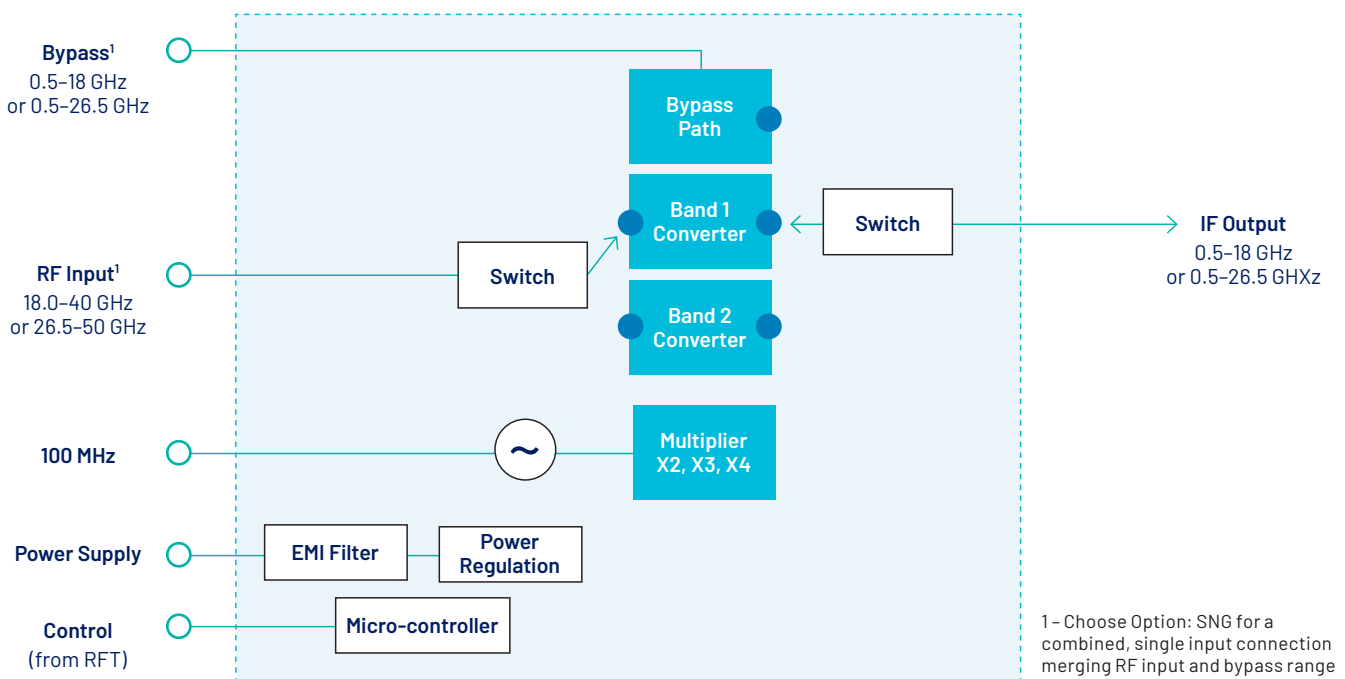 Bypass¹
0.5–18 GHz
or 0.5–26.5 GHz
Bypass
Path
Band 1
Converter
Switch
IF Output
0.5–18 GHz
or 0.5–26.5 GHXz
RF Input¹
18.0–40 GHz
or 26.5–50 GHz
Switch
Band 2
Converter
100 MHz
~
Multiplier
X2, X3, X4
Power Supply
EMI Filter
Power
Regulation
Control
(from RFT)
Micro-controller
1 – Choose Option: SNG for a
combined, single input connection
merging RF input and bypass range